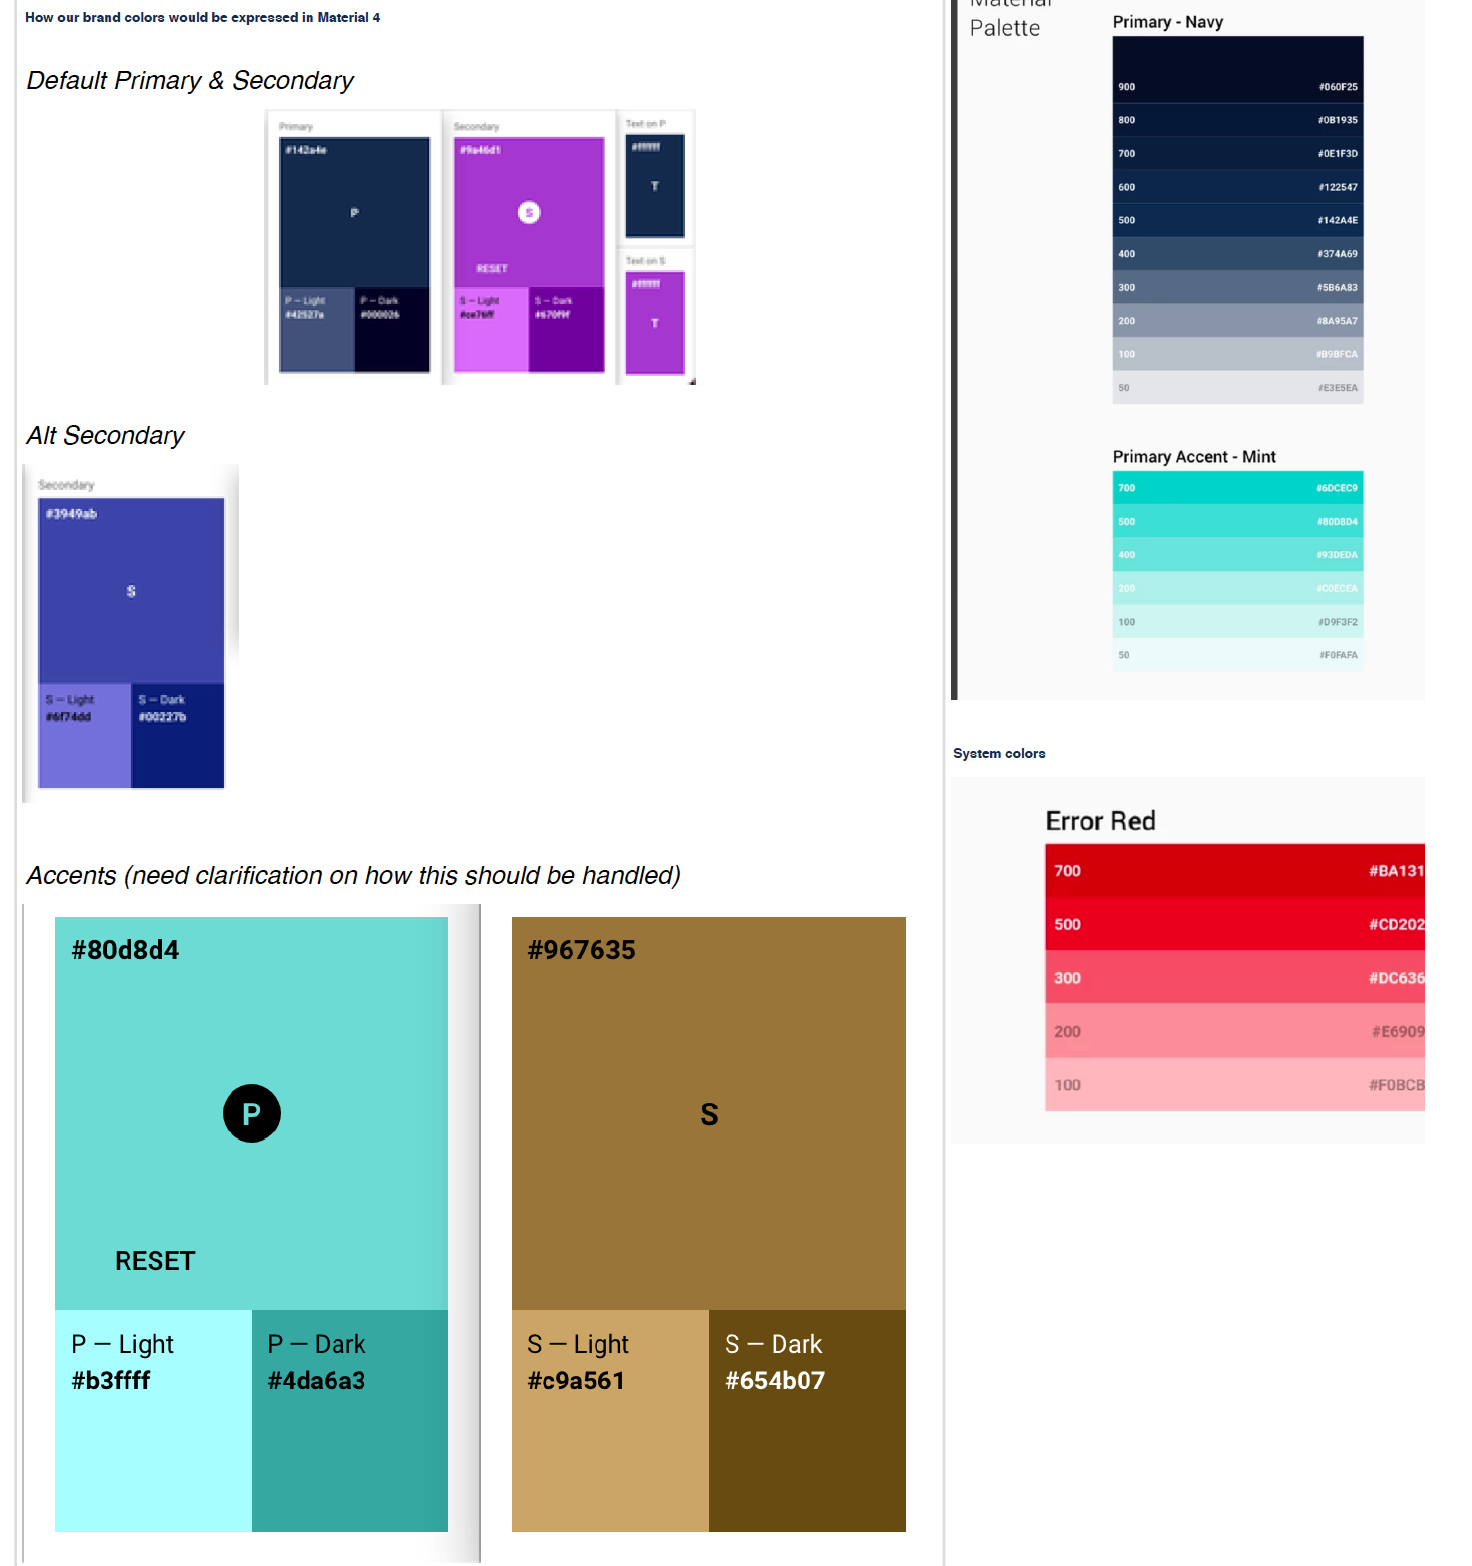 How our brand colors would be expressed in Material 4
Default Primary & Secondary
Primary
#142a4e
P
P — Light
#42527a
P — Dark
#000026
Secondary
#9a46d1
S
RESET
S — Light
#ce76ff
S — Dark
#670f9f
Text on P
#ffffff
T
Text on S
#ffffff
T
Alt Secondary
Secondary
#3949ab
S
S — Light
#6f74dd
S — Dark
#00227b
Accents (need clarification on how this should be handled)
#80d8d4
P
RESET
P — Light
#b3ffff
P — Dark
#4da6a3
#967635
S
S — Light
#c9a561
S — Dark
#654b07
Material
Palette
Primary - Navy
900 #060F25
800 #0B1935
700 #0E1F3D
600 #122547
500 #142A4E
400 #374A69
300 #5B6A83
200 #8A95A7
100 #B9BFCA
50 #E3E5EA
Primary Accent - Mint
700 #6DCEC9
500 #80D8D4
400 #93DEDA
200 #C0ECEA
100 #D9F3F2
50 #F0FAFA
System colors
Error Red
700 #BA131
500 #CD202
300 #DC636
200 #E6909
100 #F0BCB